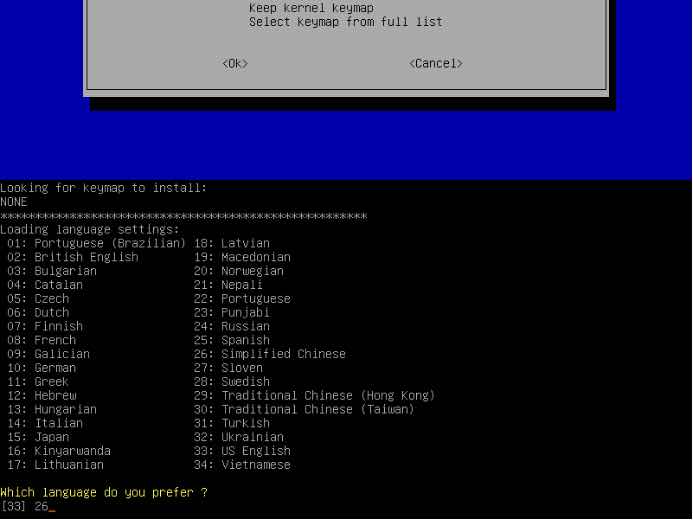 Keep kernel keymap
Select keymap from full list
<Ok> <Cancel>
Looking for keymap to install:
NONE
*****************************************************
Loading language settings:
01: Portuguese (Brazilian) 18: Latvian
02: British English 19: Macedonian
03: Bulgarian 20: Norwegian
04: Catalan 21: Nepali
05: Czech 22: Portuguese
06: Dutch 23: Punjabi
07: Finnish 24: Russian
08: French 25: Spanish
09: Galician 26: Simplified Chinese
10: German 27: Sloven
11: Greek 28: Swedish
12: Hebrew 29: Traditional Chinese (Hong Kong)
13: Hungarian 30: Traditional Chinese (Taiwan)
14: Italian 31: Turkish
15: Japan 32: Ukrainian
16: Kinyarwanda 33: US English
17: Lithuanian 34: Vietnamese
Which language do you prefer ?
[33] 26_